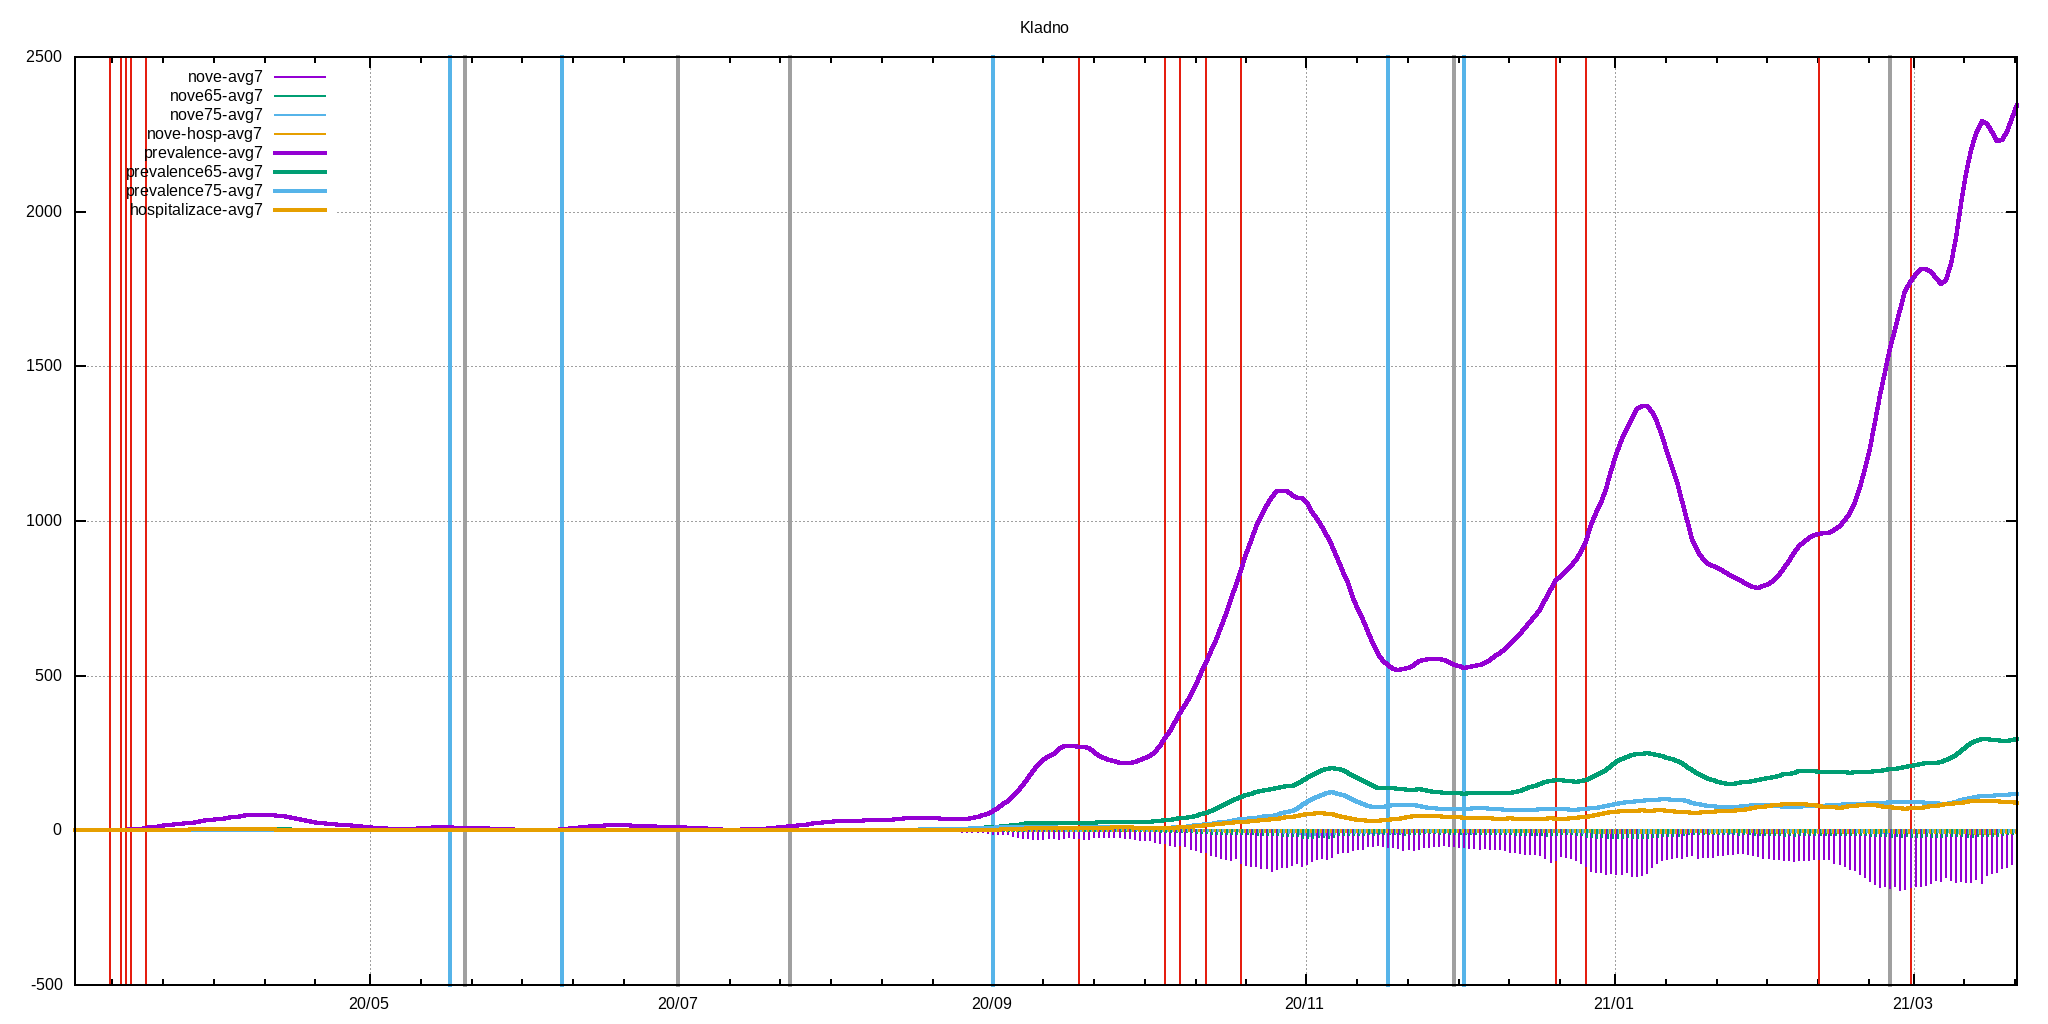 Kladno
2500
nove-avg7
nove65-avg7
nove75-avg7
nove-hosp-avg7
prevalence-avg7
prevalence65-avg7
prevalence75-avg7
hospitalizace-avg7
2000
1500
1000
500
0
-500
20/05 20/07 20/09 20/11 21/01 21/03